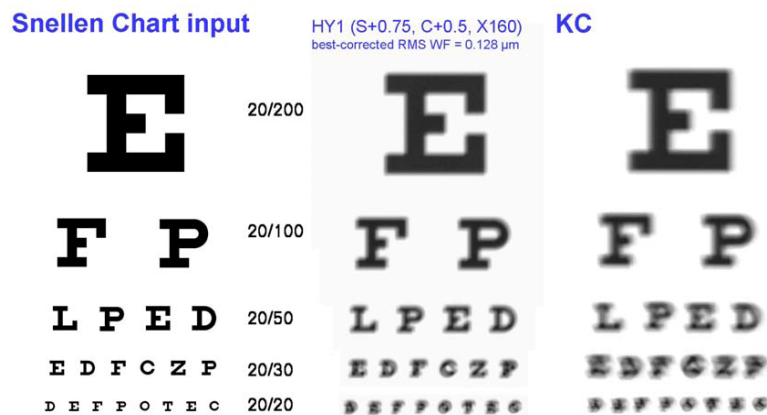 Snellen Chart input HY1 (S+0.75, C+0.5, X160) KC
best-corrected RMS WF = 0.128 µm
E 20/200 E E
F P 20/100 F P F P
L P E D 20/50 L P E D L P E D
E D F C Z P 20/30 E D F C Z P E D F C Z P
D E F P O T E C 20/20 D E F P O T E C